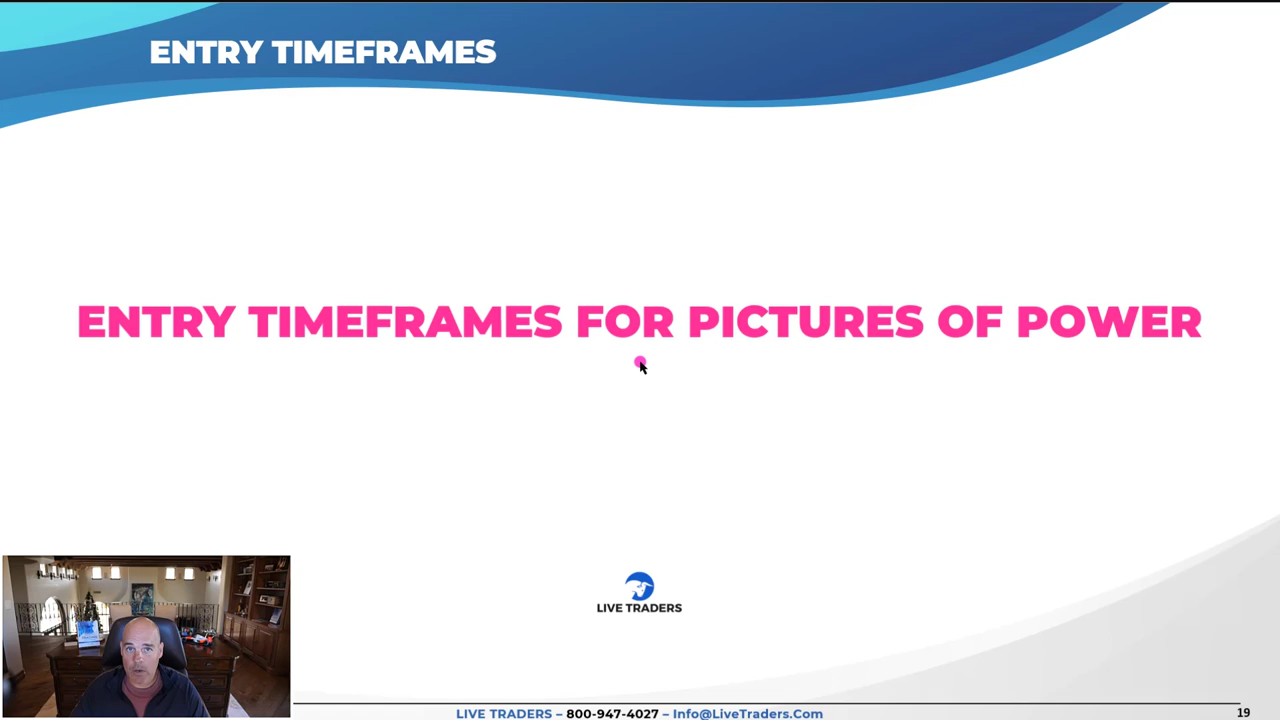 ENTRY TIMEFRAMES
ENTRY TIMEFRAMES FOR PICTURES OF POWER
LIVE TRADERS
LIVE TRADERS – 800-947-4027 – Info@LiveTraders.Com
19